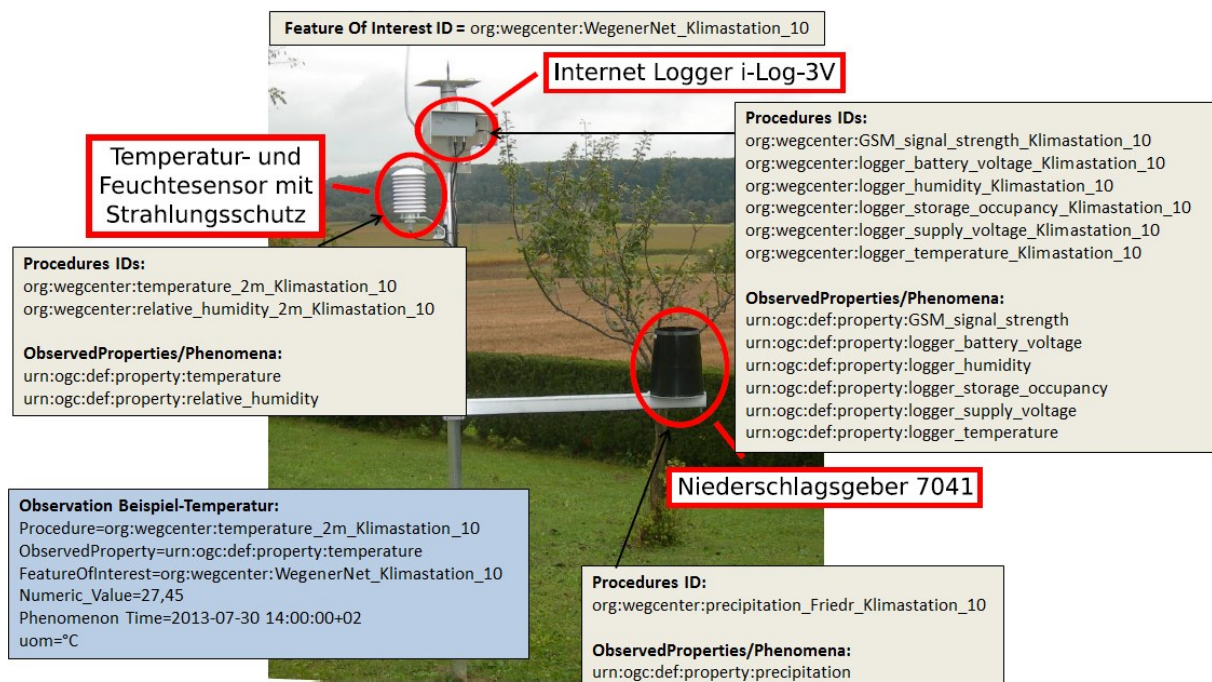 Feature Of Interest ID = org:wegcenter:WegenerNet_Klimastation_10
Internet Logger i-Log-3V
Temperatur- und
Feuchtesensor mit
Strahlungsschutz
Procedures IDs:
org:wegcenter:GSM_signal_strength_Klimastation_10
org:wegcenter:logger_battery_voltage_Klimastation_10
org:wegcenter:logger_humidity_Klimastation_10
org:wegcenter:logger_storage_occupancy_Klimastation_10
org:wegcenter:logger_supply_voltage_Klimastation_10
org:wegcenter:logger_temperature_Klimastation_10
ObservedProperties/Phenomena:
urn:ogc:def:property:GSM_signal_strength
urn:ogc:def:property:logger_battery_voltage
urn:ogc:def:property:logger_humidity
urn:ogc:def:property:logger_storage_occupancy
urn:ogc:def:property:logger_supply_voltage
urn:ogc:def:property:logger_temperature
Procedures IDs:
org:wegcenter:temperature_2m_Klimastation_10
org:wegcenter:relative_humidity_2m_Klimastation_10
ObservedProperties/Phenomena:
urn:ogc:def:property:temperature
urn:ogc:def:property:relative_humidity
Niederschlagsgeber 7041
Observation Beispiel-Temperatur:
Procedure=org:wegcenter:temperature_2m_Klimastation_10
ObservedProperty=urn:ogc:def:property:temperature
FeatureOfInterest=org:wegcenter:WegenerNet_Klimastation_10
Numeric_Value=27,45
Phenomenon Time=2013-07-30 14:00:00+02
uom=°C
Procedures ID:
org:wegcenter:precipitation_Friedr_Klimastation_10
ObservedProperties/Phenomena:
urn:ogc:def:property:precipitation